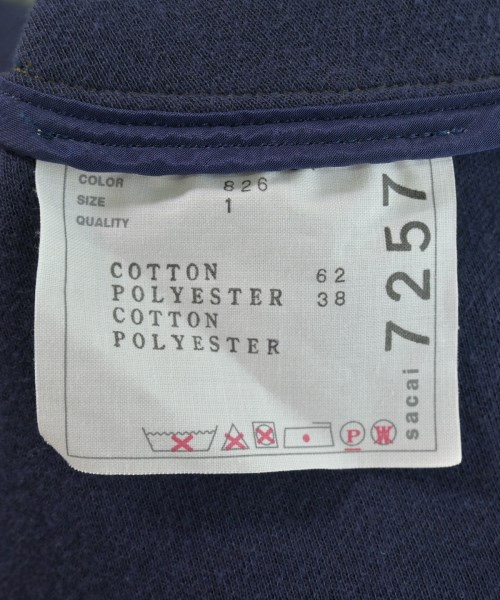 COLOR 826
SIZE 1
QUALITY
COTTON 62
POLYESTER 38
COTTON
POLYESTER
P W
sacai 7257